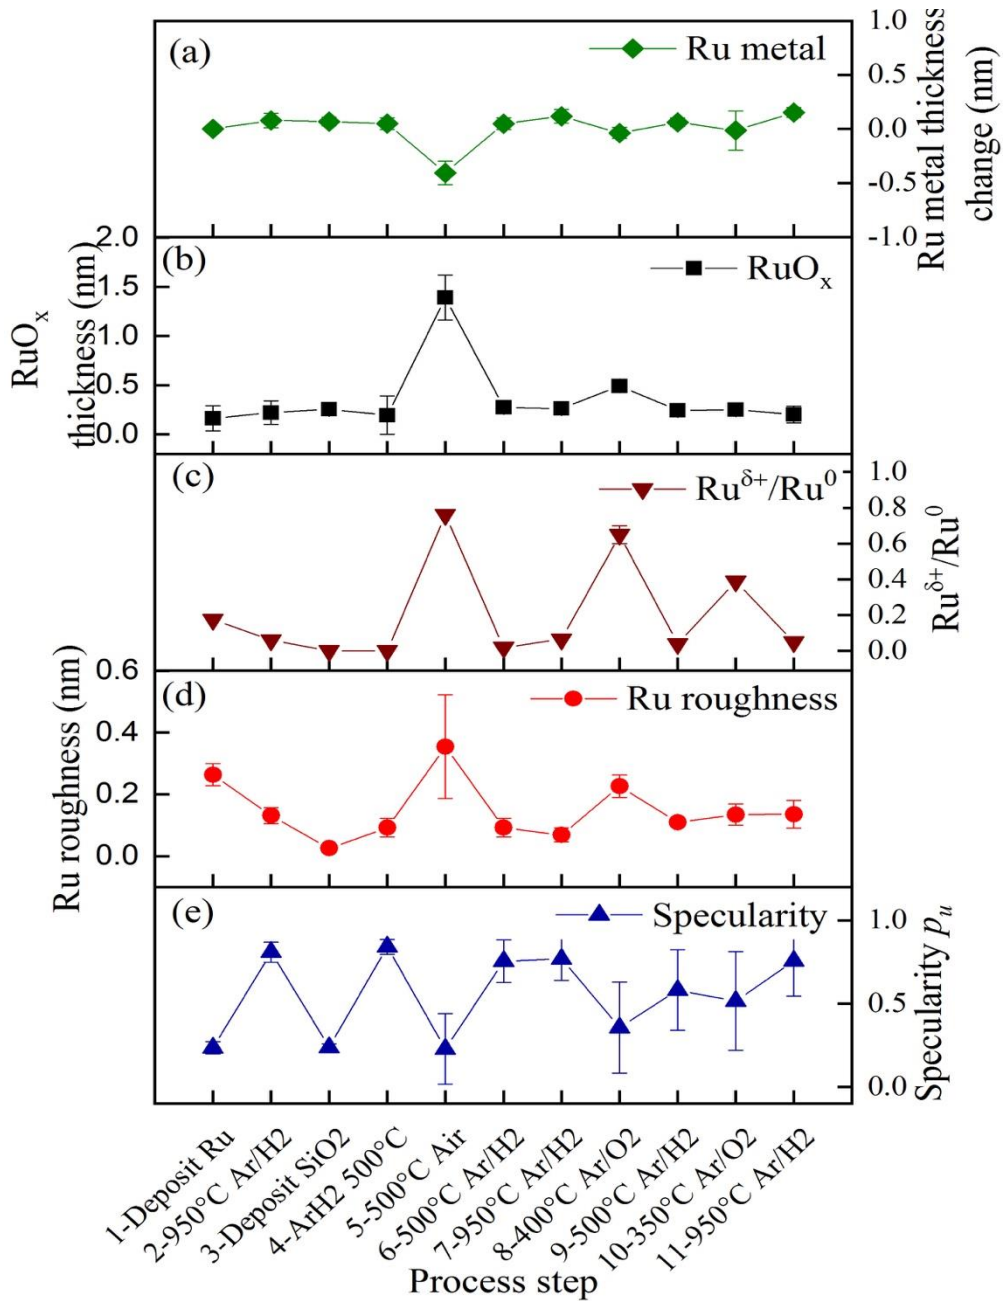 (a)
Ru metal
1.0
0.5
0.0
-0.5
-1.0
Ru metal thickness
change (nm)
(b)
RuOx
2.0
1.5
1.0
0.5
0.0
RuOx
thickness (nm)
(c)
Ruδ+/Ru0
1.0
0.8
0.6
0.4
0.2
0.0
Ruδ+/Ru0
(d)
Ru roughness
0.6
0.4
0.2
0.0
Ru roughness (nm)
(e)
Specularity
1.0
0.5
0.0
Specularity pu
1-Deposit Ru
2-950°C Ar/H2
3-Deposit SiO2
4-ArH2 500°C
5-500°C Air
6-500°C Ar/H2
7-950°C Ar/H2
8-400°C Ar/O2
9-500°C Ar/H2
10-350°C Ar/O2
11-950°C Ar/H2
Process step